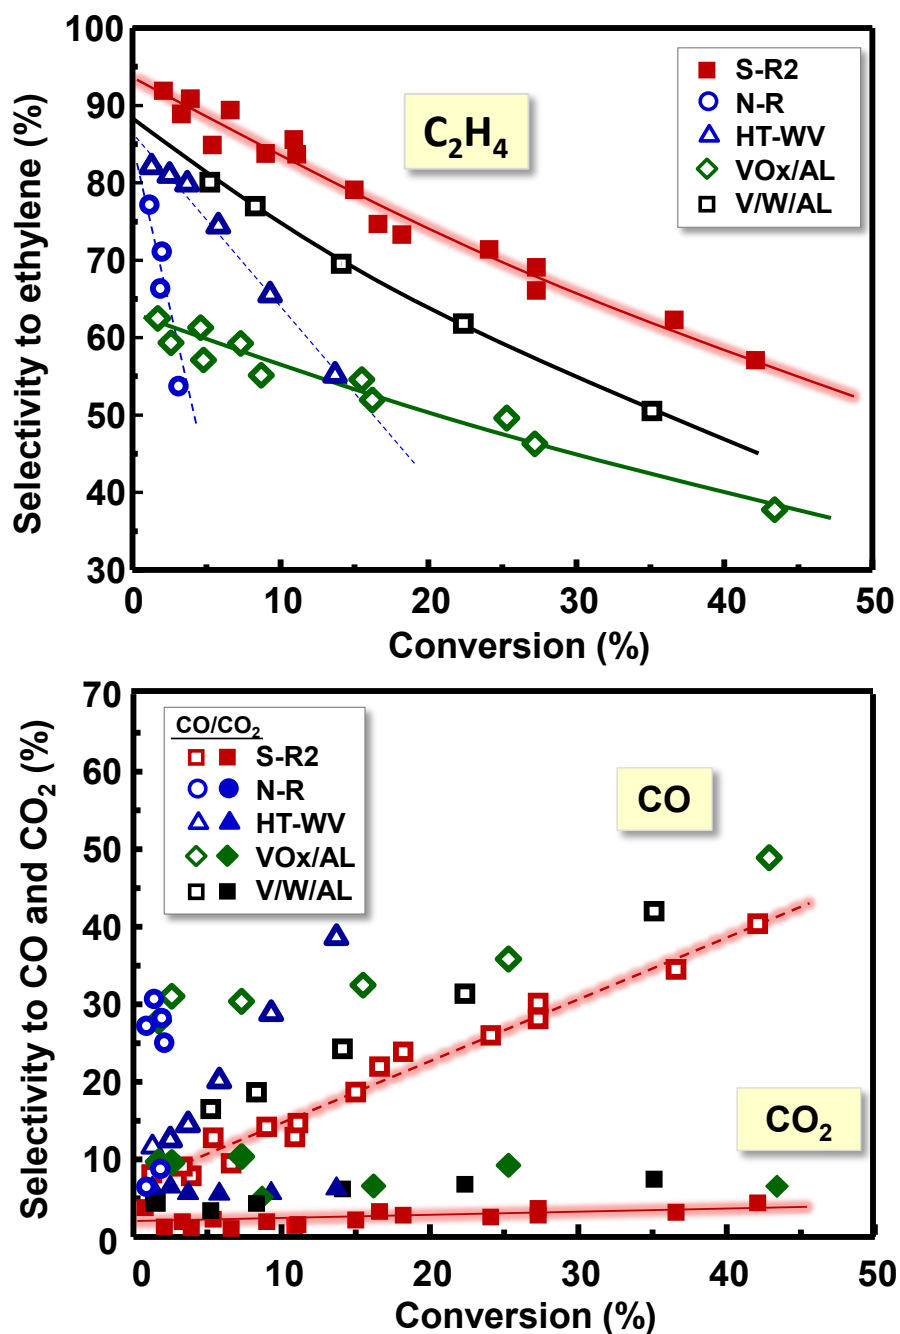 100
90
80
70
60
50
40
30
Selectivity to ethylene (%)
C₂H₄
S-R2
N-R
HT-WV
VOx/AL
V/W/AL
0 10 20 30 40 50
Conversion (%)
70
60
50
40
30
20
10
0
Selectivity to CO and CO₂ (%)
CO/CO₂
S-R2
N-R
HT-WV
VOx/AL
V/W/AL
CO
CO₂
0 10 20 30 40 50
Conversion (%)